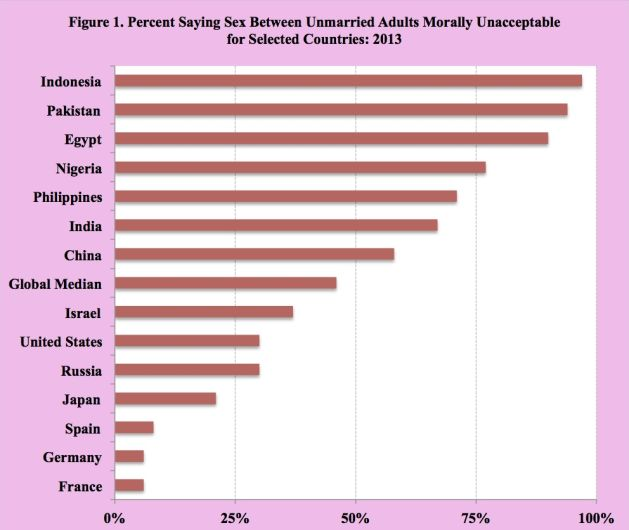 Figure 1. Percent Saying Sex Between Unmarried Adults Morally Unacceptable
for Selected Countries: 2013
Indonesia
Pakistan
Egypt
Nigeria
Philippines
India
China
Global Median
Israel
United States
Russia
Japan
Spain
Germany
France
0% 25% 50% 75% 100%